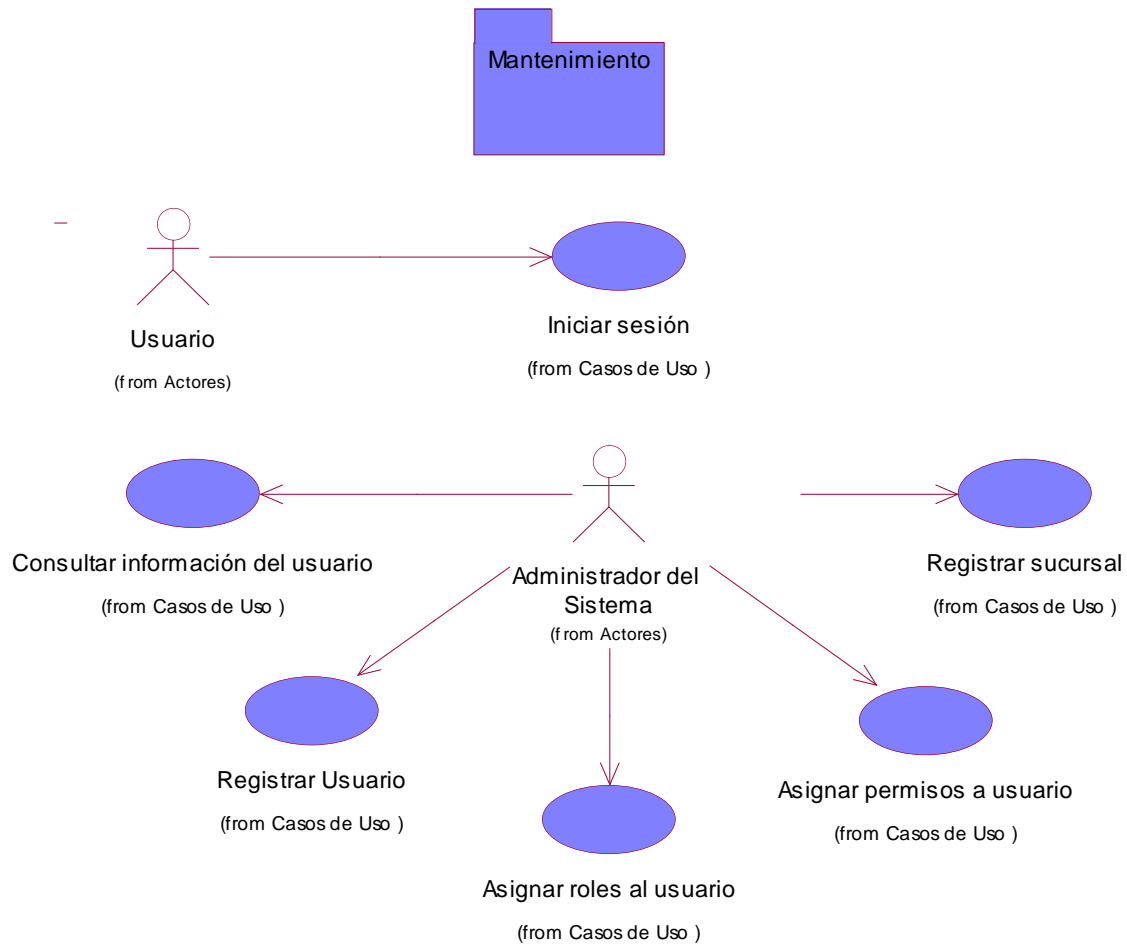 Mantenimiento
Usuario
(from Actores)
Iniciar sesión
(from Casos de Uso )
Consultar información del usuario
(from Casos de Uso )
Administrador del
Sistema
(from Actores)
Registrar sucursal
(from Casos de Uso )
Registrar Usuario
(from Casos de Uso )
Asignar roles al usuario
(from Casos de Uso )
Asignar permisos a usuario
(from Casos de Uso )